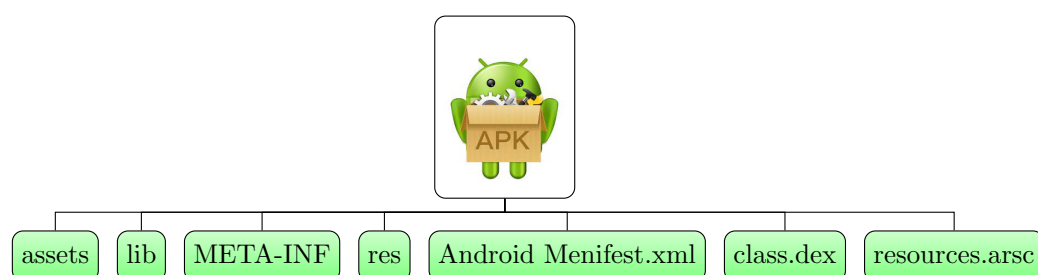 APK
assets lib META-INF res Android Menifest.xml class.dex resources.arsc